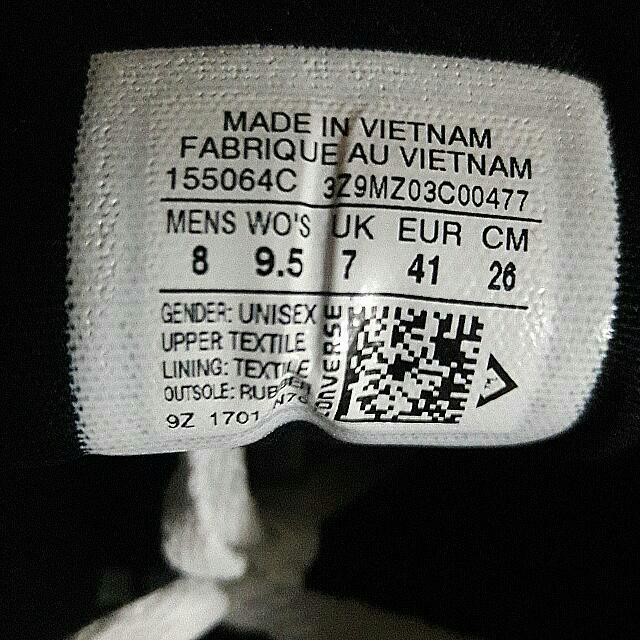 MADE IN VIETNAM
FABRIQUE AU VIETNAM
155064C 3Z9MZ03C00477
MENS WO'S UK EUR CM
8 9.5 7 41 26
GENDER: UNISEX
UPPER TEXTILE
LINING: TEXTILE
OUTSOLE: RUBBER
9Z 1701
CONVERSE